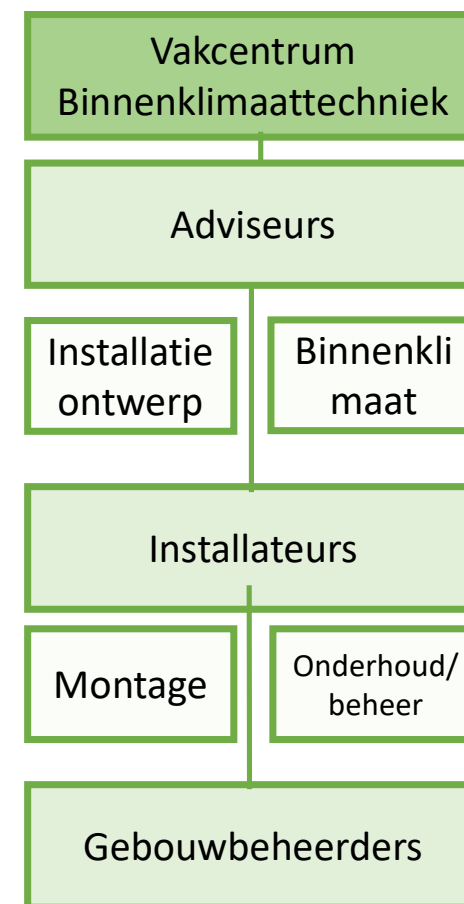 Vakcentrum
Binnenklimaattechniek
Adviseurs
Installatie
ontwerp
Binnenkli
maat
Installateurs
Montage
Onderhoud/
beheer
Gebouwbeheerders